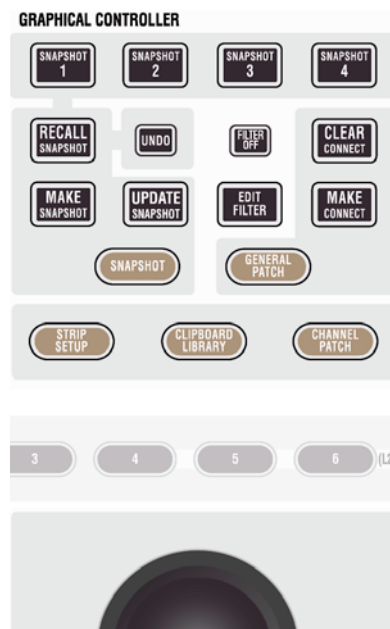 GRAPHICAL CONTROLLER
SNAPSHOT SNAPSHOT SNAPSHOT SNAPSHOT
1 2 3 4
RECALL SNAPSHOT
UNDO
FILTER OFF
CLEAR CONNECT
MAKE SNAPSHOT
UPDATE SNAPSHOT
EDIT FILTER
MAKE CONNECT
SNAPSHOT
GENERAL PATCH
STRIP SETUP
CLIPBOARD LIBRARY
CHANNEL PATCH
3 4 5 6